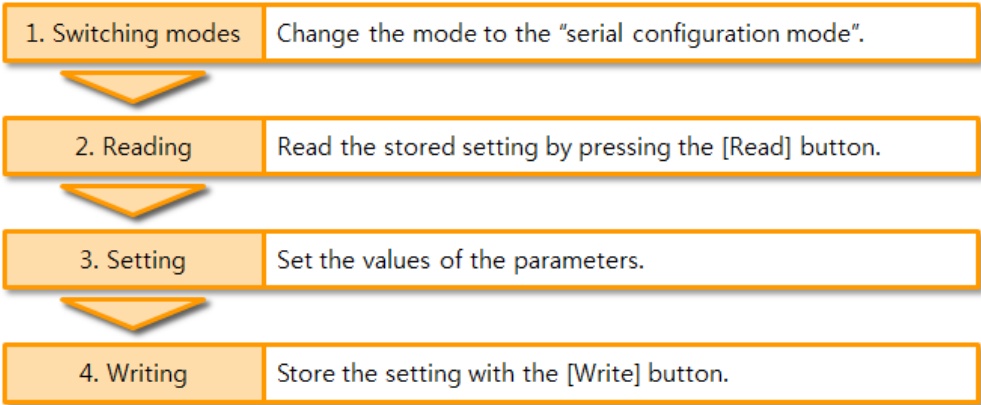 1. Switching modes Change the mode to the “serial configuration mode”.
2. Reading Read the stored setting by pressing the [Read] button.
3. Setting Set the values of the parameters.
4. Writing Store the setting with the [Write] button.